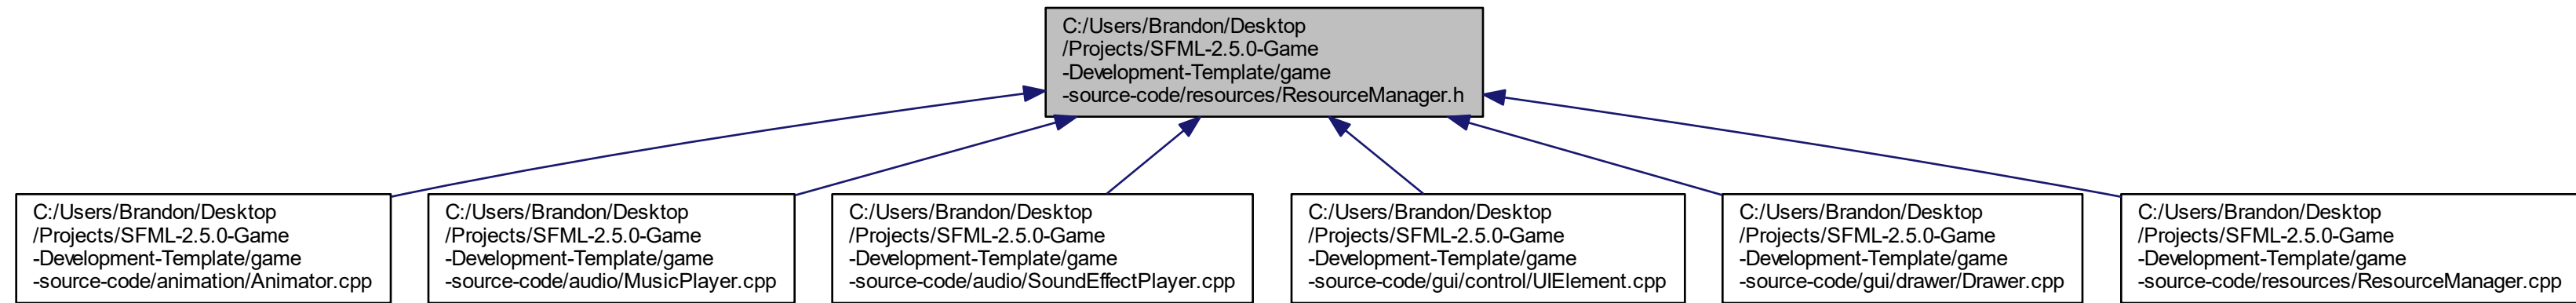 C:/Users/Brandon/Desktop
/Projects/SFML-2.5.0-Game
-Development-Template/game
-source-code/resources/ResourceManager.h
C:/Users/Brandon/Desktop
/Projects/SFML-2.5.0-Game
-Development-Template/game
-source-code/animation/Animator.cpp
C:/Users/Brandon/Desktop
/Projects/SFML-2.5.0-Game
-Development-Template/game
-source-code/audio/MusicPlayer.cpp
C:/Users/Brandon/Desktop
/Projects/SFML-2.5.0-Game
-Development-Template/game
-source-code/audio/SoundEffectPlayer.cpp
C:/Users/Brandon/Desktop
/Projects/SFML-2.5.0-Game
-Development-Template/game
-source-code/gui/control/UIElement.cpp
C:/Users/Brandon/Desktop
/Projects/SFML-2.5.0-Game
-Development-Template/game
-source-code/gui/drawer/Drawer.cpp
C:/Users/Brandon/Desktop
/Projects/SFML-2.5.0-Game
-Development-Template/game
-source-code/resources/ResourceManager.cpp